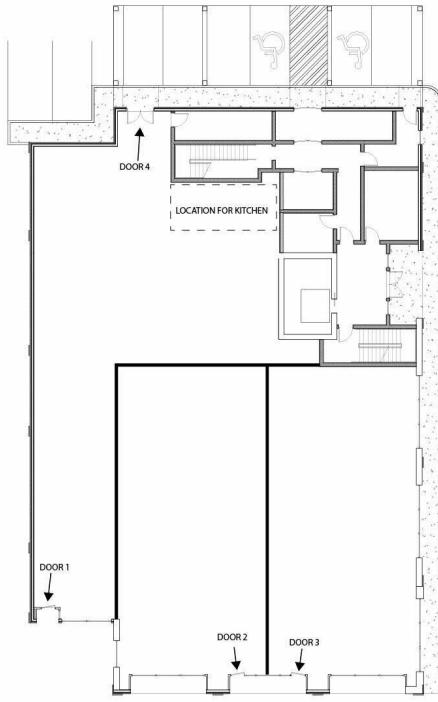 DOOR 4
LOCATION FOR KITCHEN
DOOR 1
DOOR 2
DOOR 3